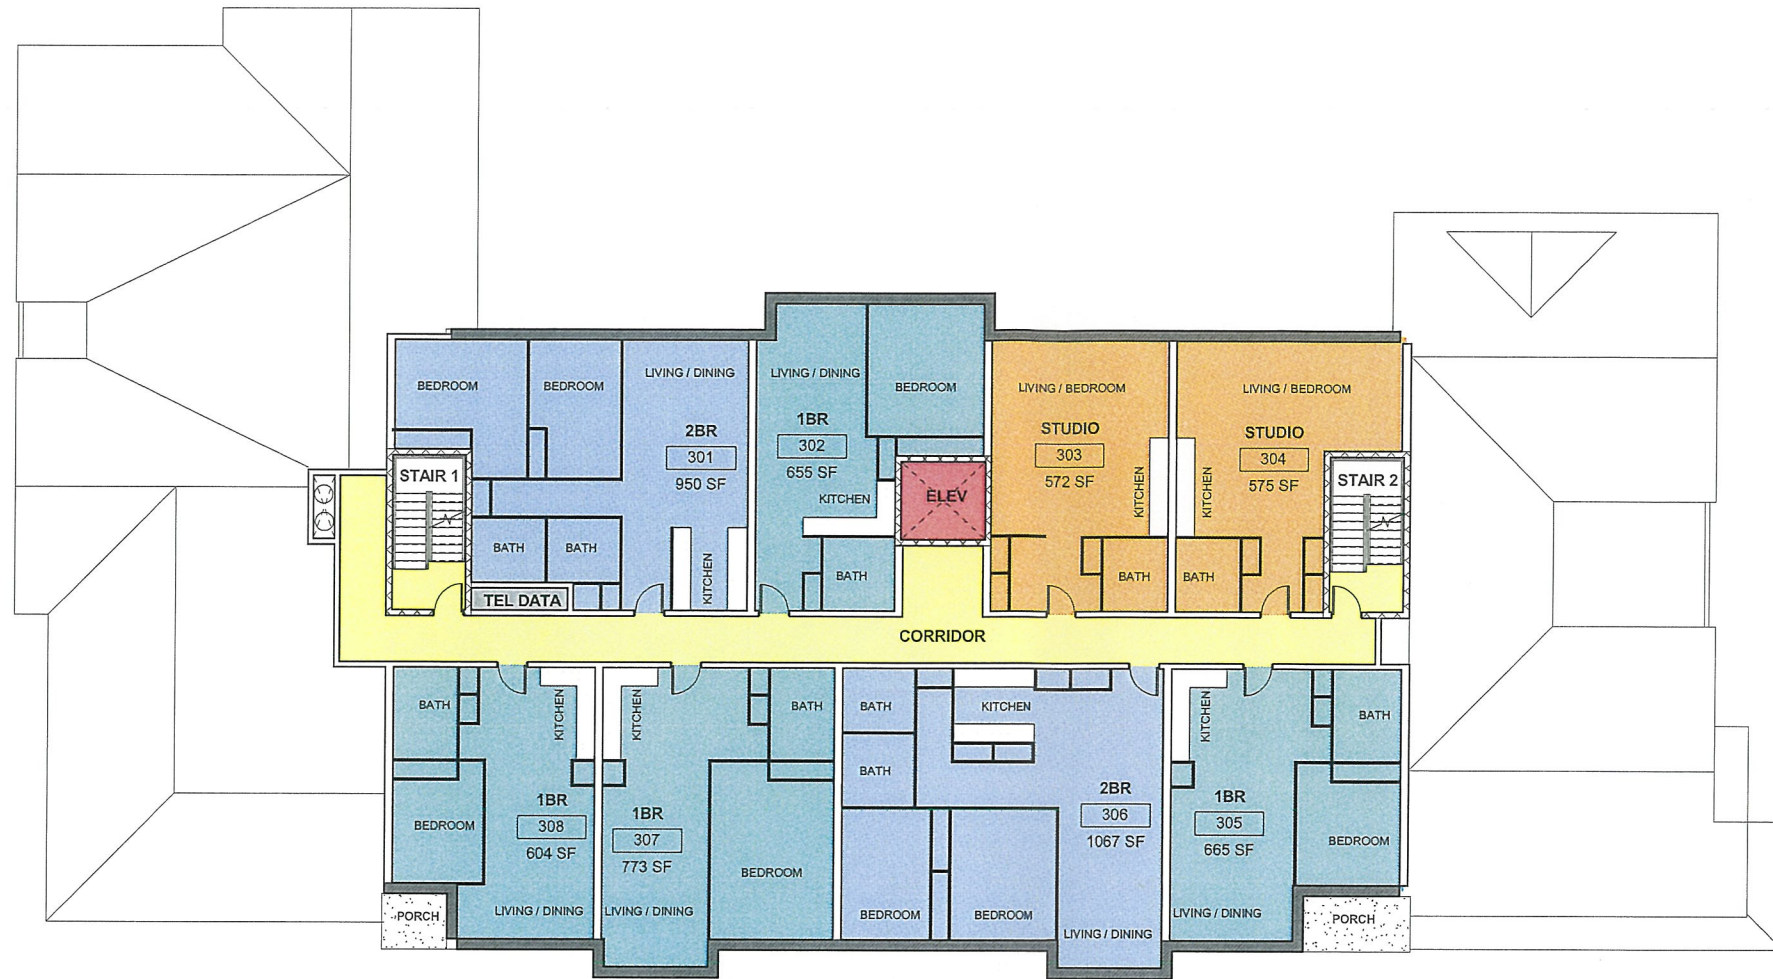 BEDROOM
BEDROOM
LIVING / DINING
2BR
301
950 SF
KITCHEN
BATH
BATH
STAIR 1
TEL DATA
LIVING / DINING
BEDROOM
1BR
302
655 SF
KITCHEN
BATH
ELEV
LIVING / BEDROOM
STUDIO
303
572 SF
KITCHEN
BATH
LIVING / BEDROOM
STUDIO
304
575 SF
KITCHEN
BATH
STAIR 2
CORRIDOR
BATH
KITCHEN
1BR
308
604 SF
BEDROOM
LIVING / DINING
PORCH
KITCHEN
BATH
1BR
307
773 SF
BEDROOM
LIVING / DINING
BATH
KITCHEN
BATH
2BR
306
1067 SF
BEDROOM
BEDROOM
LIVING / DINING
KITCHEN
BATH
1BR
305
665 SF
BEDROOM
LIVING / DINING
PORCH